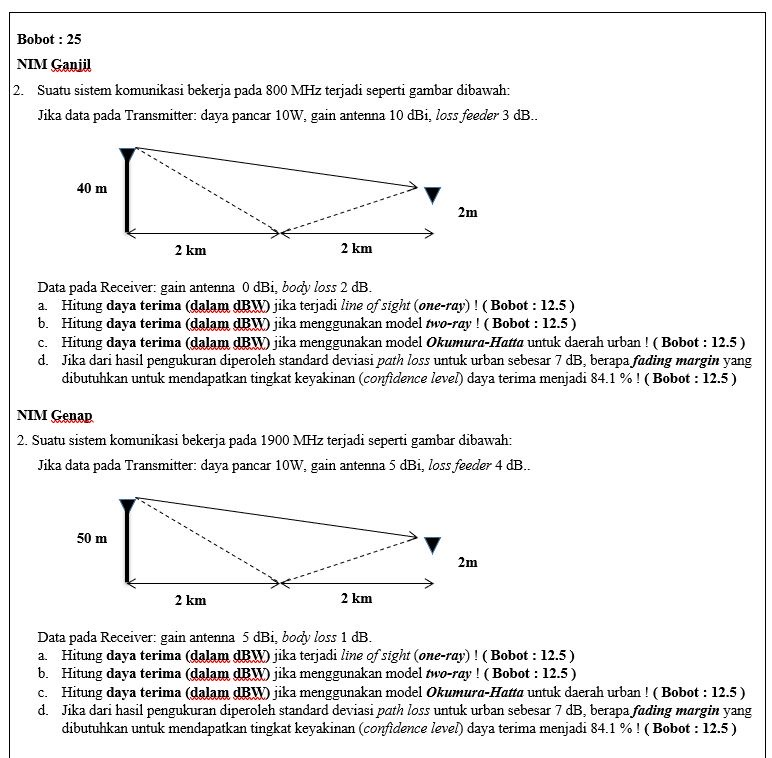 Bobot : 25
NIM Ganjil
2. Suatu sistem komunikasi bekerja pada 800 MHz terjadi seperti gambar dibawah:
Jika data pada Transmitter: daya pancar 10W, gain antenna 10 dBi, loss feeder 3 dB..
40 m
2m
2 km
2 km
Data pada Receiver: gain antenna 0 dBi, body loss 2 dB.
a. Hitung daya terima (dalam dBW) jika terjadi line of sight (one-ray) ! ( Bobot : 12.5 )
b. Hitung daya terima (dalam dBW) jika menggunakan model two-ray ! ( Bobot : 12.5 )
c. Hitung daya terima (dalam dBW) jika menggunakan model Okumura-Hatta untuk daerah urban ! ( Bobot : 12.5 )
d. Jika dari hasil pengukuran diperoleh standard deviasi path loss untuk urban sebesar 7 dB, berapa fading margin yang
dibutuhkan untuk mendapatkan tingkat keyakinan (confidence level) daya terima menjadi 84.1 % ! ( Bobot : 12.5 )
NIM Genap
2. Suatu sistem komunikasi bekerja pada 1900 MHz terjadi seperti gambar dibawah:
Jika data pada Transmitter: daya pancar 10W, gain antenna 5 dBi, loss feeder 4 dB..
50 m
2m
2 km
2 km
Data pada Receiver: gain antenna 5 dBi, body loss 1 dB.
a. Hitung daya terima (dalam dBW) jika terjadi line of sight (one-ray) ! ( Bobot : 12.5 )
b. Hitung daya terima (dalam dBW) jika menggunakan model two-ray ! ( Bobot : 12.5 )
c. Hitung daya terima (dalam dBW) jika menggunakan model Okumura-Hatta untuk daerah urban ! ( Bobot : 12.5 )
d. Jika dari hasil pengukuran diperoleh standard deviasi path loss untuk urban sebesar 7 dB, berapa fading margin yang
dibutuhkan untuk mendapatkan tingkat keyakinan (confidence level) daya terima menjadi 84.1 % ! ( Bobot : 12.5 )